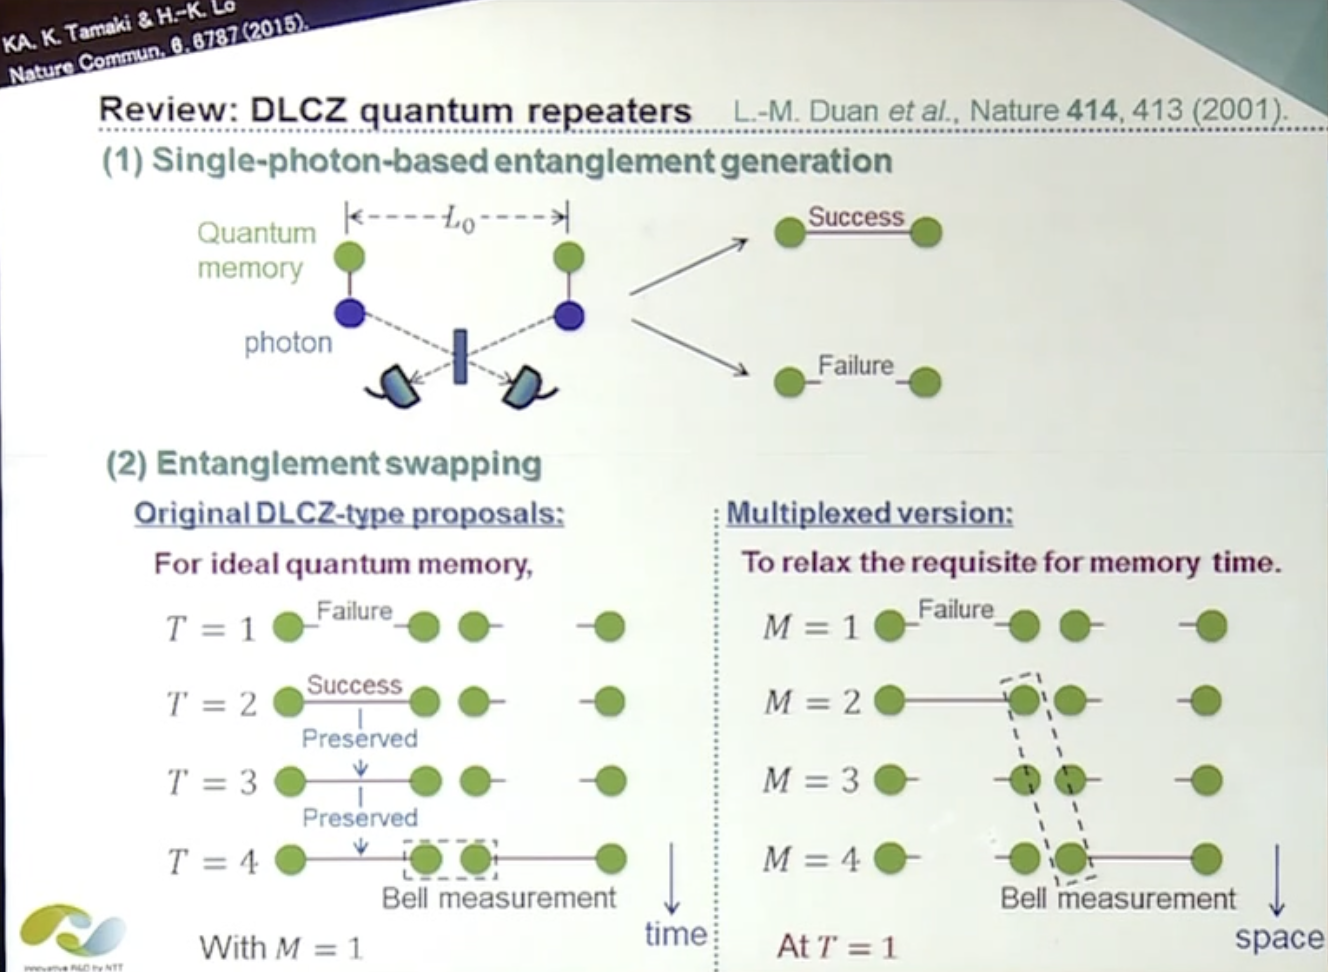 KA. K. Tamaki & H.-K. Lo
Nature Commun. 6, 6787 (2015).
Review: DLCZ quantum repeaters L.-M. Duan et al., Nature 414, 413 (2001).
(1) Single-photon-based entanglement generation
L₀
Quantum
memory
photon
Success
Failure
(2) Entanglement swapping
Original DLCZ-type proposals:
For ideal quantum memory,
T = 1 Failure
T = 2 Success
Preserved
T = 3
Preserved
T = 4
Bell measurement
time
With M = 1
Multiplexed version:
To relax the requisite for memory time.
M = 1 Failure
M = 2
M = 3
M = 4
Bell measurement
space
At T = 1
Innovative R&D by NTT